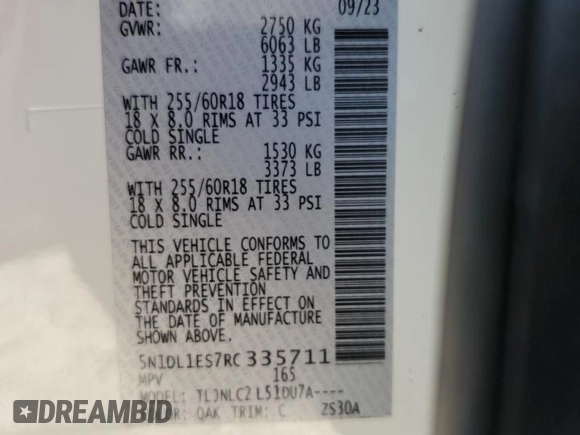 DATE: 09/23
GVWR: 2750 KG
6063 LB
GAWR FR.: 1335 KG
2943 LB
WITH 255/60R18 TIRES
18 X 8.0 RIMS AT 33 PSI
COLD SINGLE
GAWR RR.: 1530 KG
3373 LB
WITH 255/60R18 TIRES
18 X 8.0 RIMS AT 33 PSI
COLD SINGLE
THIS VEHICLE CONFORMS TO
ALL APPLICABLE FEDERAL
MOTOR VEHICLE SAFETY AND
THEFT PREVENTION
STANDARDS IN EFFECT ON
THE DATE OF MANUFACTURE
SHOWN ABOVE.
5N1DL1ES7RC335711
MPV 165
MODEL: TL3NLC2 L51DU7A----
QAK TRIM: C ZS30A
DREAMBID